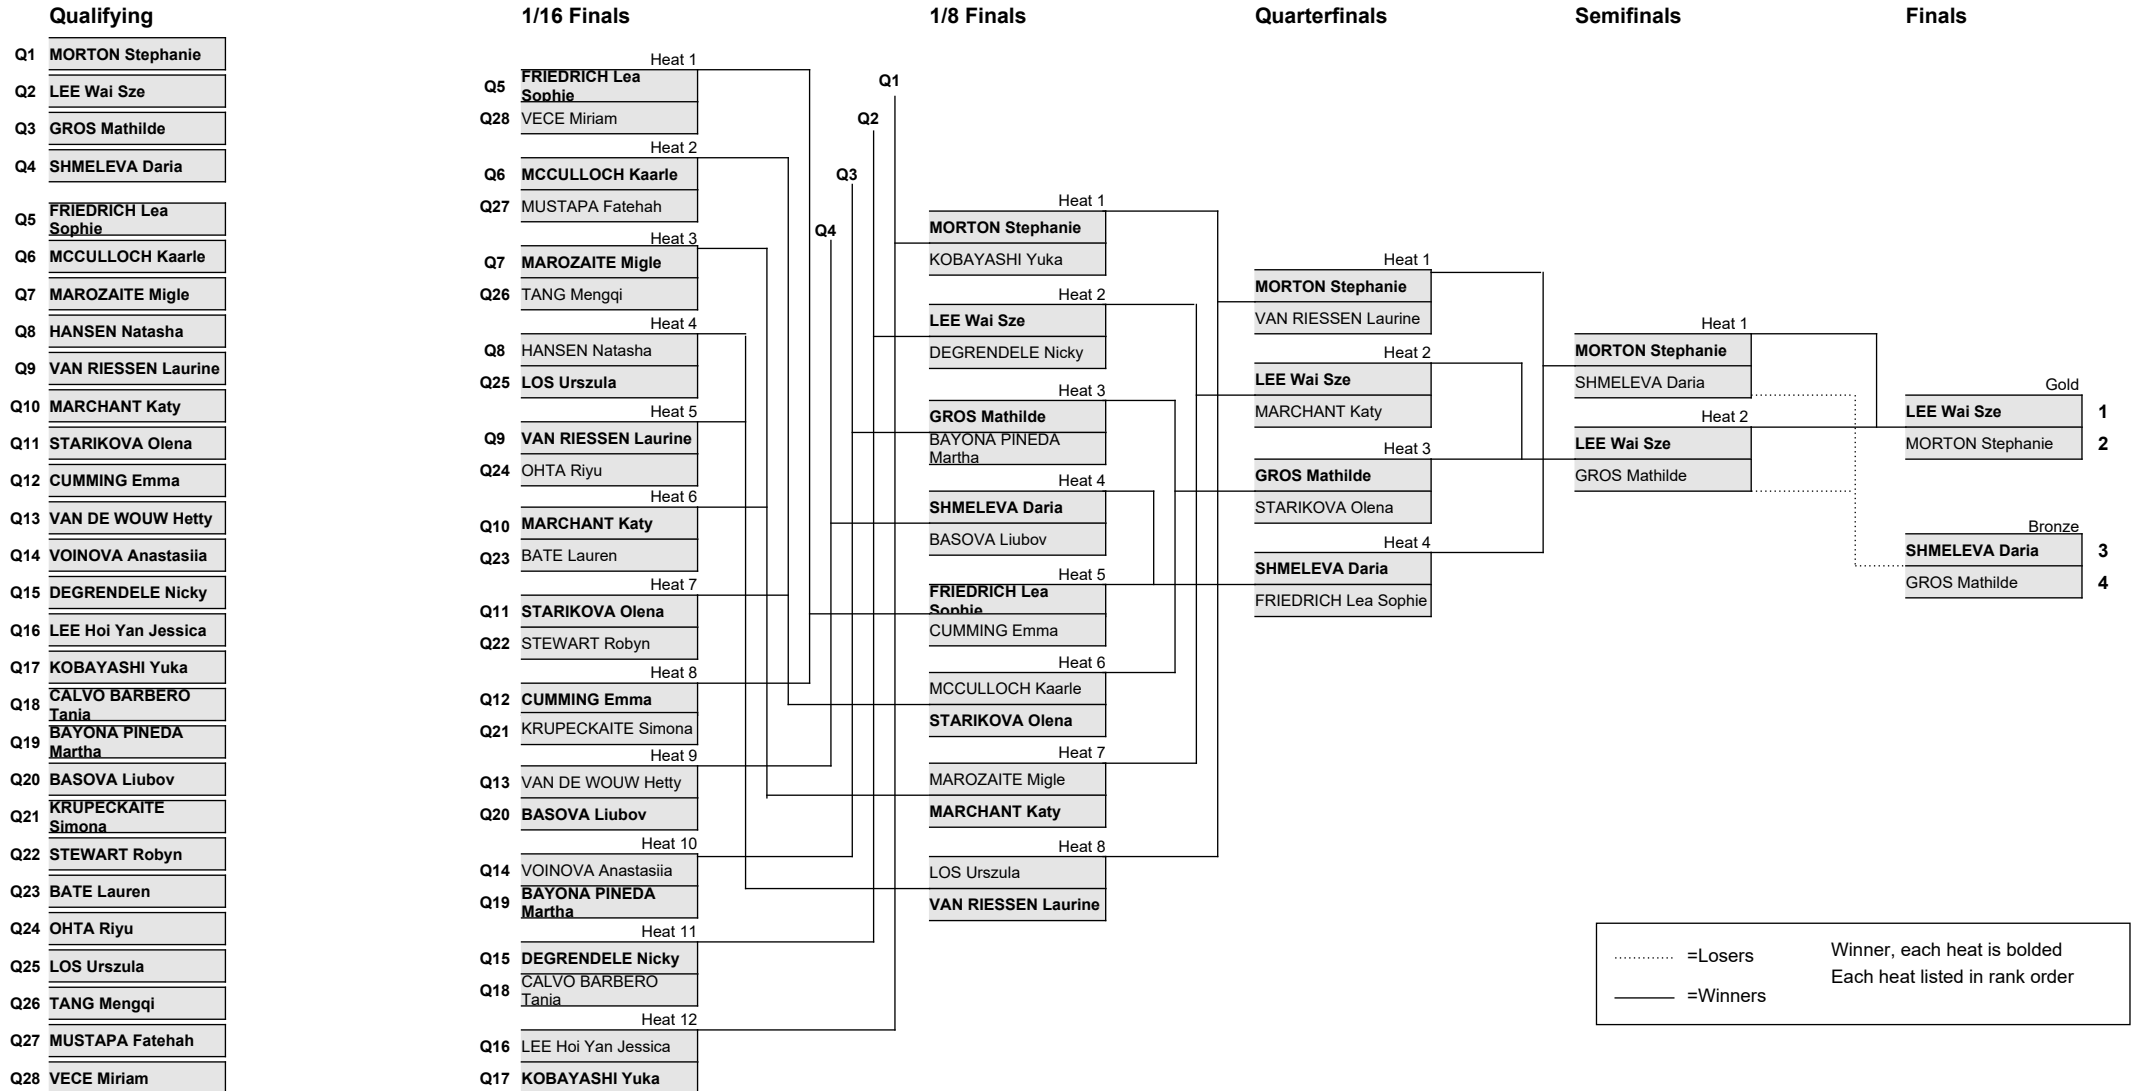 Qualifying
1/16 Finals
1/8 Finals
Quarterfinals
Semifinals
Finals
Q1 MORTON Stephanie
Q2 LEE Wai Sze
Q3 GROS Mathilde
Q4 SHMELEVA Daria
Q5 FRIEDRICH Lea
Sophie
Q6 MCCULLOCH Kaarle
Q7 MAROZAITE Migle
Q8 HANSEN Natasha
Q9 VAN RIESSEN Laurine
Q10 MARCHANT Katy
Q11 STARIKOVA Olena
Q12 CUMMING Emma
Q13 VAN DE WOUW Hetty
Q14 VOINOVA Anastasiia
Q15 DEGRENDELE Nicky
Q16 LEE Hoi Yan Jessica
Q17 KOBAYASHI Yuka
Q18 CALVO BARBERO
Tania
Q19 BAYONA PINEDA
Martha
Q20 BASOVA Liubov
Q21 KRUPECKAITE
Simona
Q22 STEWART Robyn
Q23 BATE Lauren
Q24 OHTA Riyu
Q25 LOS Urszula
Q26 TANG Mengqi
Q27 MUSTAPA Fatehah
Q28 VECE Miriam
Heat 1
Q5 FRIEDRICH Lea
Sophie
Q28 VECE Miriam
Heat 2
Q6 MCCULLOCH Kaarle
Q27 MUSTAPA Fatehah
Heat 3
Q7 MAROZAITE Migle
Q26 TANG Mengqi
Heat 4
Q8 HANSEN Natasha
Q25 LOS Urszula
Heat 5
Q9 VAN RIESSEN Laurine
Q24 OHTA Riyu
Heat 6
Q10 MARCHANT Katy
Q23 BATE Lauren
Heat 7
Q11 STARIKOVA Olena
Q22 STEWART Robyn
Heat 8
Q12 CUMMING Emma
Q21 KRUPECKAITE Simona
Heat 9
Q13 VAN DE WOUW Hetty
Q20 BASOVA Liubov
Heat 10
Q14 VOINOVA Anastasiia
Q19 BAYONA PINEDA
Martha
Heat 11
Q15 DEGRENDELE Nicky
Q18 CALVO BARBERO
Tania
Heat 12
Q16 LEE Hoi Yan Jessica
Q17 KOBAYASHI Yuka
Q1
Q2
Q3
Q4
Heat 1
MORTON Stephanie
KOBAYASHI Yuka
Heat 2
LEE Wai Sze
DEGRENDELE Nicky
Heat 3
GROS Mathilde
BAYONA PINEDA
Martha
Heat 4
SHMELEVA Daria
BASOVA Liubov
Heat 5
FRIEDRICH Lea
Sophie
CUMMING Emma
Heat 6
MCCULLOCH Kaarle
STARIKOVA Olena
Heat 7
MAROZAITE Migle
MARCHANT Katy
Heat 8
LOS Urszula
VAN RIESSEN Laurine
Heat 1
MORTON Stephanie
VAN RIESSEN Laurine
Heat 2
LEE Wai Sze
MARCHANT Katy
Heat 3
GROS Mathilde
STARIKOVA Olena
Heat 4
SHMELEVA Daria
FRIEDRICH Lea Sophie
Heat 1
MORTON Stephanie
SHMELEVA Daria
Heat 2
LEE Wai Sze
GROS Mathilde
Gold
LEE Wai Sze 1
MORTON Stephanie 2
Bronze
SHMELEVA Daria 3
GROS Mathilde 4
=Losers
=Winners
Winner, each heat is bolded
Each heat listed in rank order